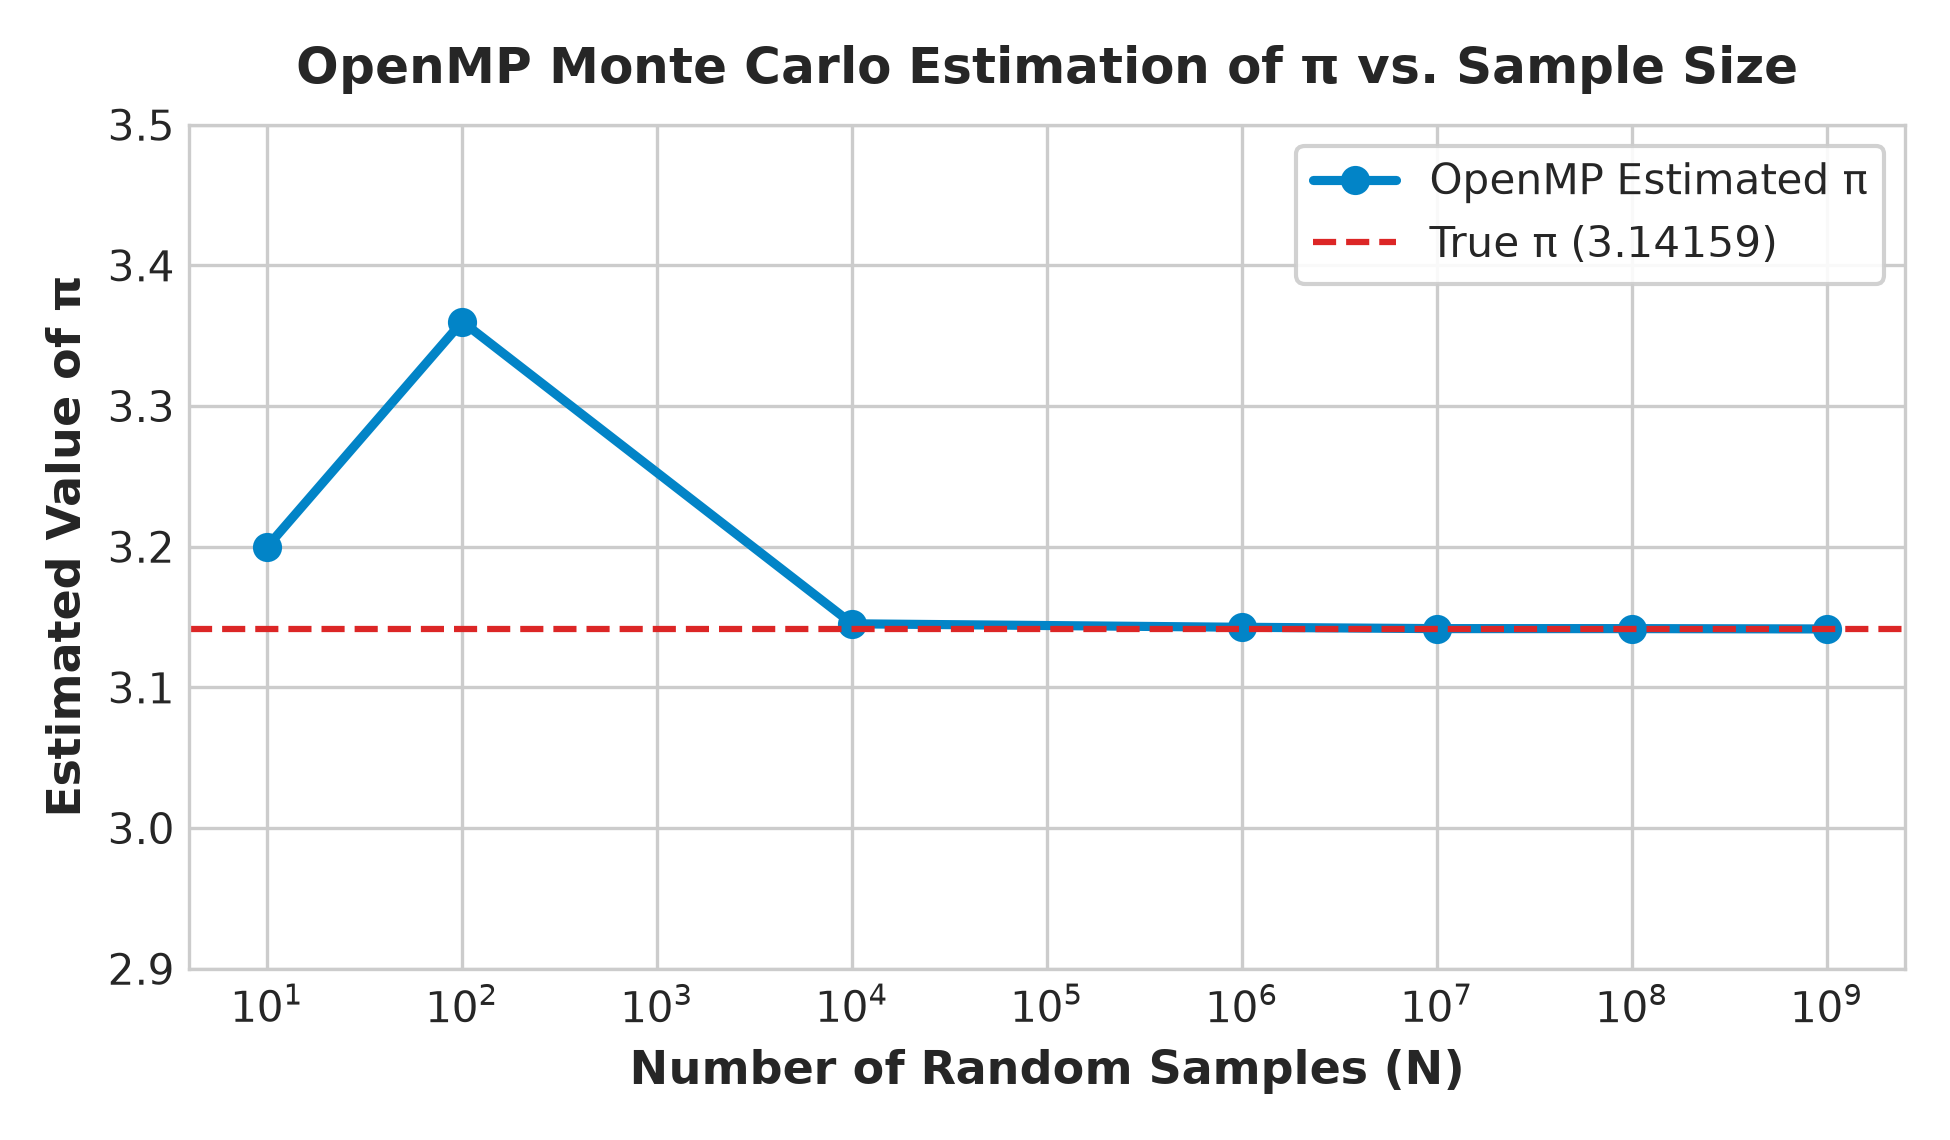 OpenMP Monte Carlo Estimation of π vs. Sample Size
3.5
3.4
3.3
3.2
3.1
3.0
2.9
Estimated Value of π
OpenMP Estimated π
True π (3.14159)
10¹ 10² 10³ 10⁴ 10⁵ 10⁶ 10⁷ 10⁸ 10⁹
Number of Random Samples (N)